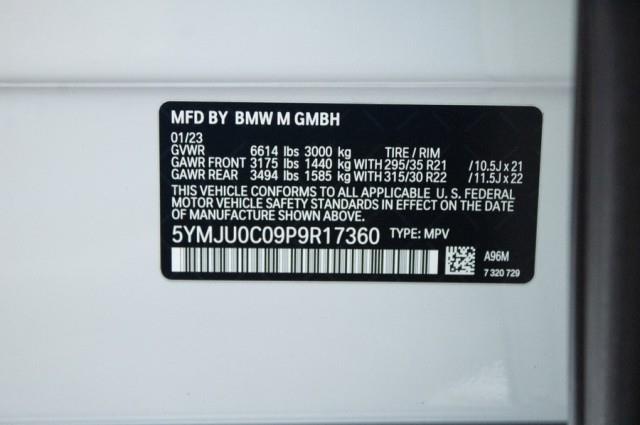 MFD BY BMW M GMBH
01/23
GVWR 6614 lbs 3000 kg TIRE / RIM
GAWR FRONT 3175 lbs 1440 kg WITH 295/35 R21 /10.5J x 21
GAWR REAR 3494 lbs 1585 kg WITH 315/30 R22 /11.5J x 22
THIS VEHICLE CONFORMS TO ALL APPLICABLE U. S. FEDERAL
MOTOR VEHICLE SAFETY STANDARDS IN EFFECT ON THE DATE OF
MANUFACTURE SHOWN ABOVE.
5YMJU0C09P9R17360 TYPE: MPV
A96M
7 320 729